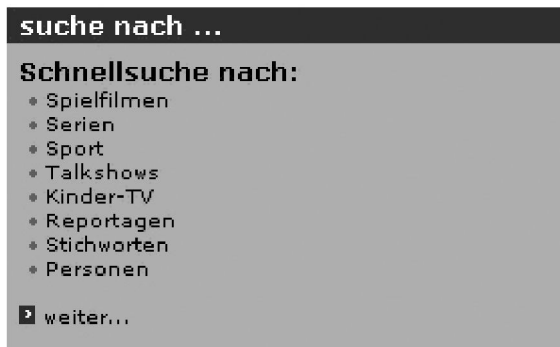 suche nach ...
Schnellsuche nach:
Spielfilmen
Serien
Sport
Talkshows
Kinder-TV
Reportagen
Stichworten
Personen
weiter...